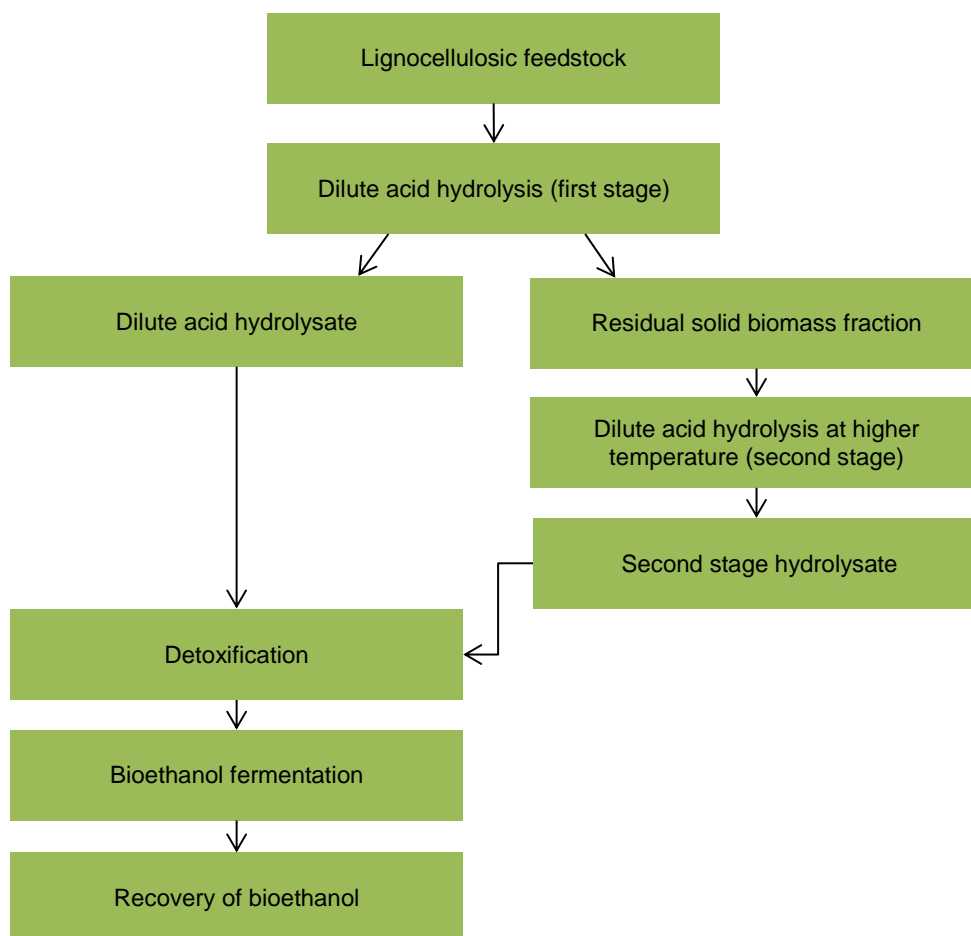 Lignocellulosic feedstock
Dilute acid hydrolysis (first stage)
Dilute acid hydrolysate
Residual solid biomass fraction
Dilute acid hydrolysis at higher
temperature (second stage)
Second stage hydrolysate
Detoxification
Bioethanol fermentation
Recovery of bioethanol